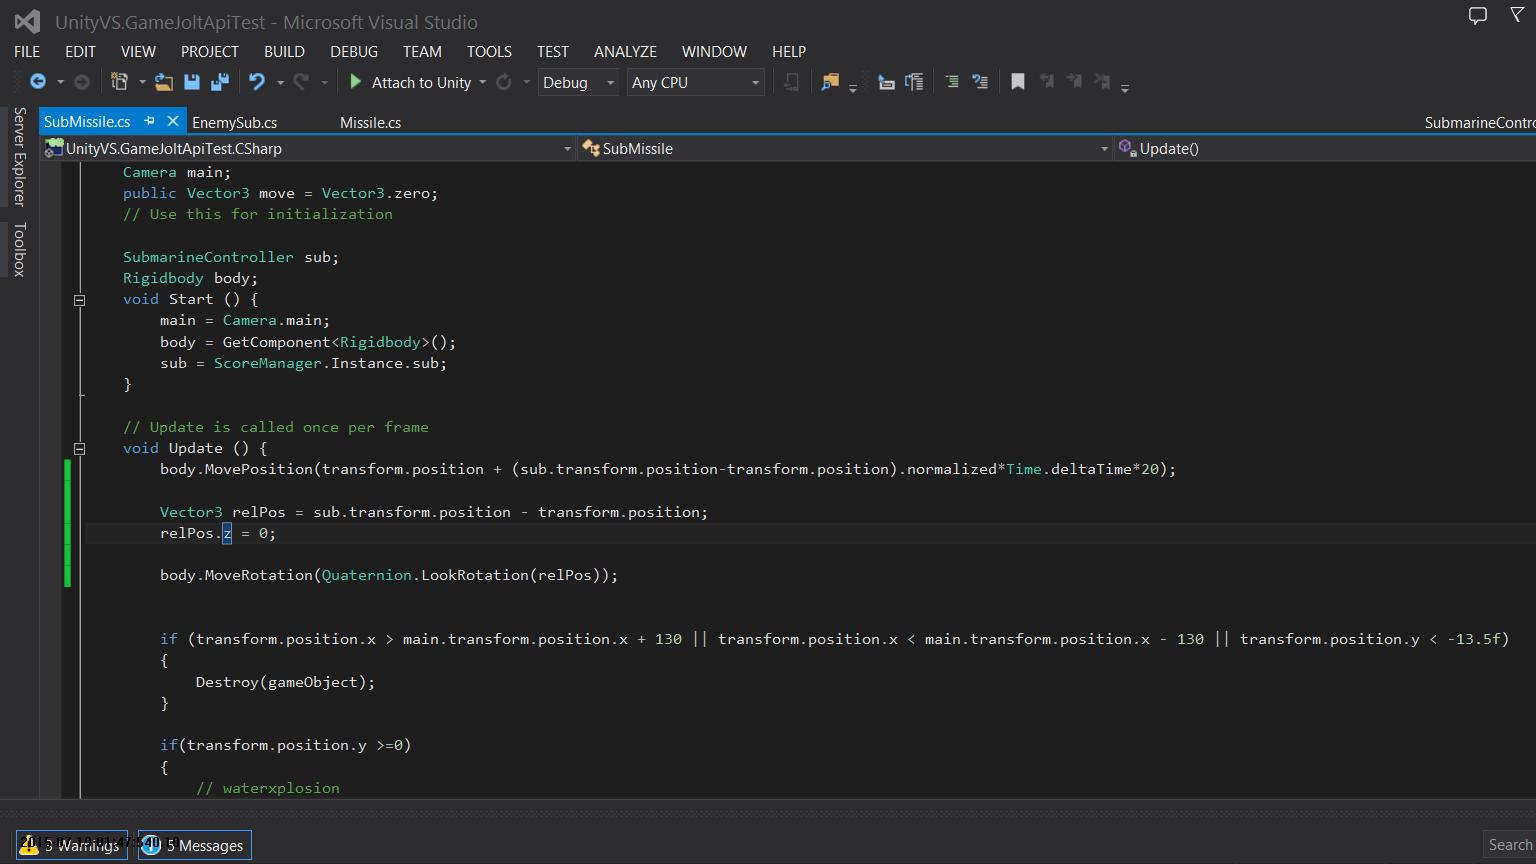 UnityVS.GameJoltApiTest - Microsoft Visual Studio
FILE EDIT VIEW PROJECT BUILD DEBUG TEAM TOOLS TEST ANALYZE WINDOW HELP
Attach to Unity Debug Any CPU
Server Explorer
Toolbox
SubMissile.cs EnemySub.cs Missile.cs SubmarineContro
UnityVS.GameJoltApiTest.CSharp SubMissile Update()
Camera main;
public Vector3 move = Vector3.zero;
// Use this for initialization
SubmarineController sub;
Rigidbody body;
void Start () {
main = Camera.main;
body = GetComponent<Rigidbody>();
sub = ScoreManager.Instance.sub;
}
// Update is called once per frame
void Update () {
body.MovePosition(transform.position + (sub.transform.position-transform.position).normalized*Time.deltaTime*20);
Vector3 relPos = sub.transform.position - transform.position;
relPos.z = 0;
body.MoveRotation(Quaternion.LookRotation(relPos));
if (transform.position.x > main.transform.position.x + 130 || transform.position.x < main.transform.position.x - 130 || transform.position.y < -13.5f)
{
Destroy(gameObject);
}
if(transform.position.y >=0)
{
// waterxplosion
3 Warnings 5 Messages
Search